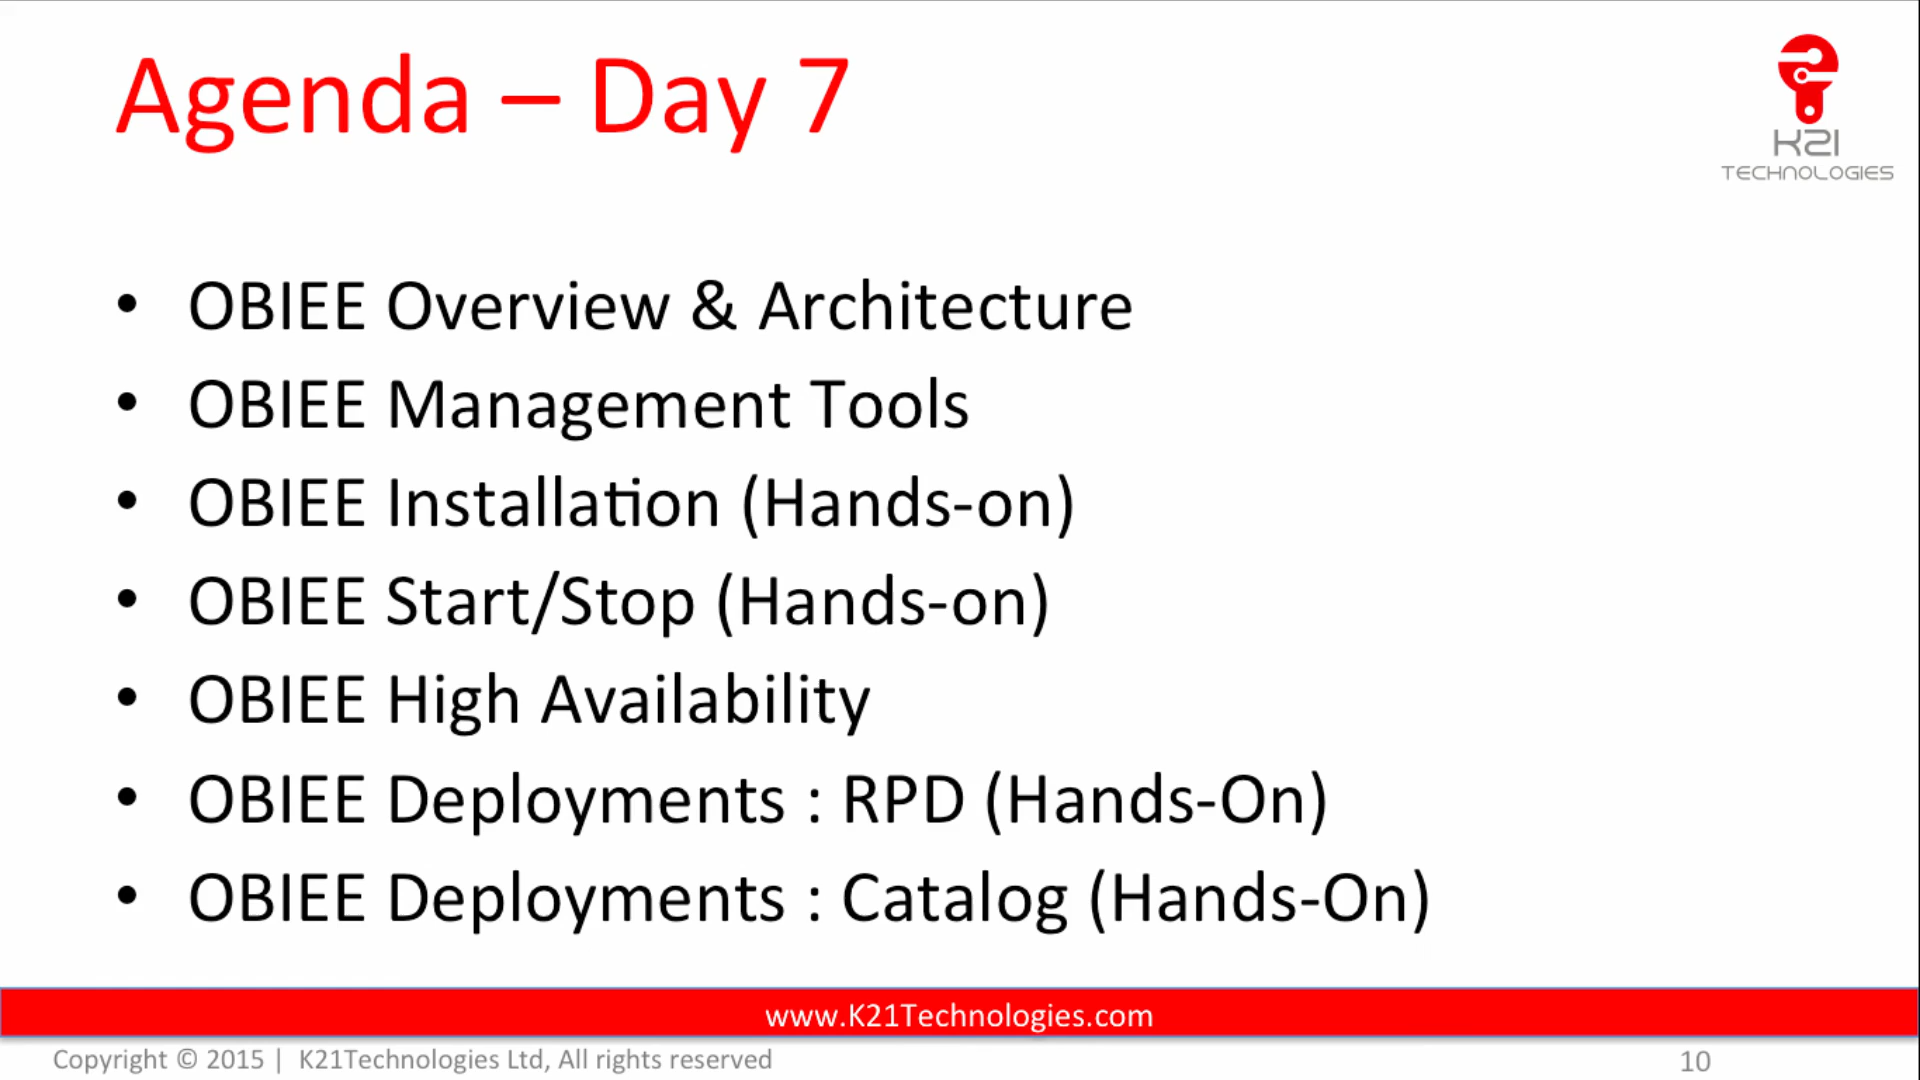 Agenda – Day 7
K21
TECHNOLOGIES
• OBIEE Overview & Architecture
• OBIEE Management Tools
• OBIEE Installation (Hands-on)
• OBIEE Start/Stop (Hands-on)
• OBIEE High Availability
• OBIEE Deployments : RPD (Hands-On)
• OBIEE Deployments : Catalog (Hands-On)
www.K21Technologies.com
Copyright © 2015 | K21Technologies Ltd, All rights reserved
10